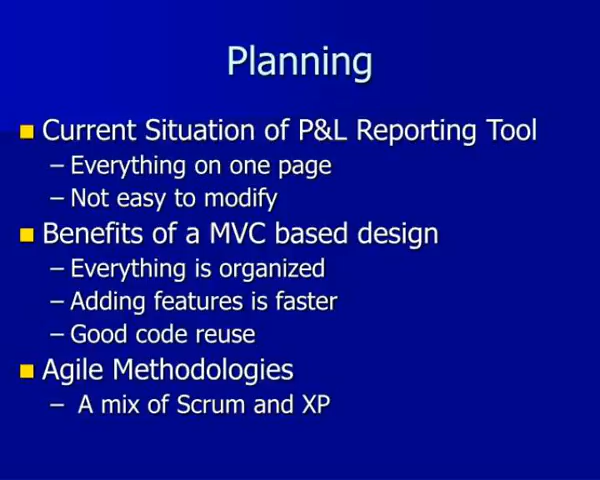 Planning
Current Situation of P&L Reporting Tool
– Everything on one page
– Not easy to modify
Benefits of a MVC based design
– Everything is organized
– Adding features is faster
– Good code reuse
Agile Methodologies
– A mix of Scrum and XP